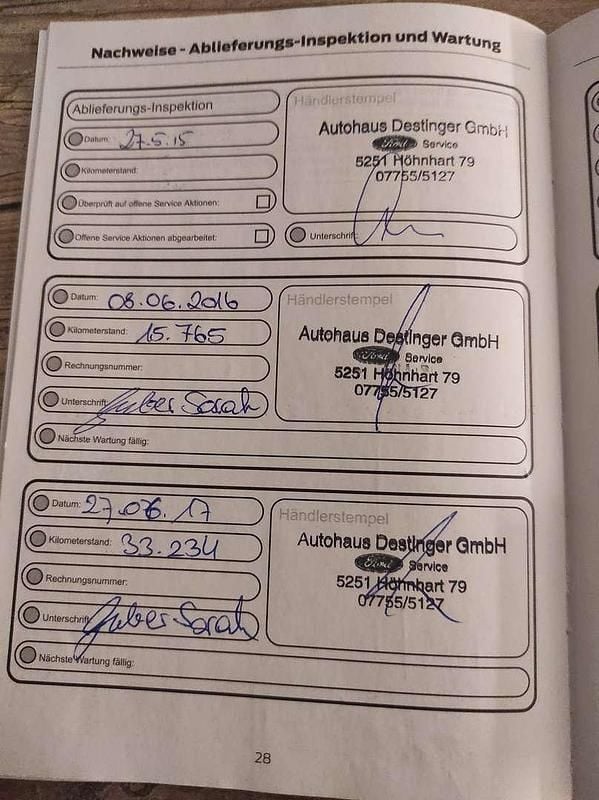 Nachweise - Ablieferungs-Inspektion und Wartung
Ablieferungs-Inspektion
Datum: 27.5.15
Kilometerstand:
Überprüft auf offene Service Aktionen:
Offene Service Aktionen abgearbeitet:
Händlerstempel
Autohaus Destinger GmbH
Ford Service
5251 Höhnhart 79
07755/5127
Unterschrift:
Datum: 08.06.2016
Kilometerstand: 15.765
Rechnungsnummer:
Unterschrift: Huber Sarah
Nächste Wartung fällig:
Händlerstempel
Autohaus Destinger GmbH
Ford Service
5251 Höhnhart 79
07755/5127
Datum: 27.06.17
Kilometerstand: 33.234
Rechnungsnummer:
Unterschrift: Huber Sarah
Nächste Wartung fällig:
Händlerstempel
Autohaus Destinger GmbH
Ford Service
5251 Höhnhart 79
07755/5127
28